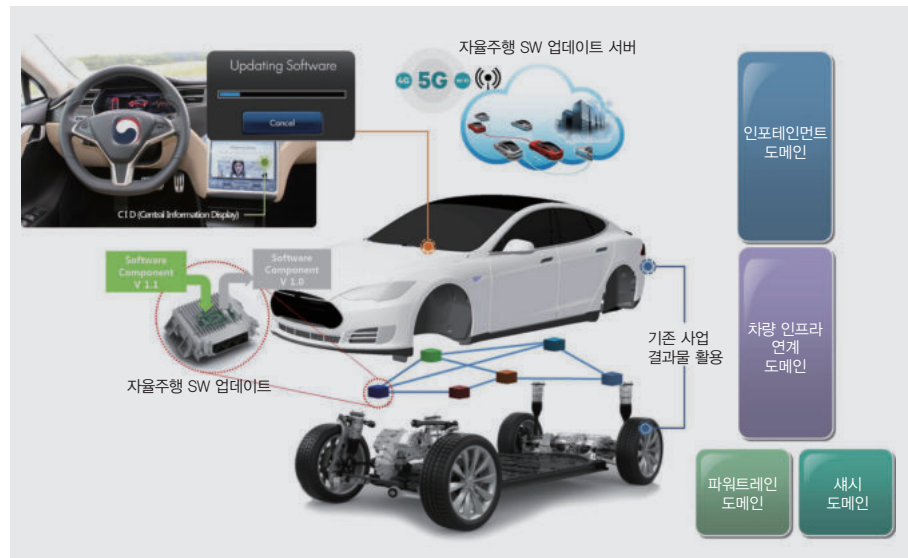 자율주행 SW 업데이트 서버
Updating Software
Cancel
4G 5G
C I D (Central Information Display)
인포테인먼트
도메인
Software
Component
V 1.1
Software
Component
V 1.0
자율주행 SW 업데이트
기존 사업
결과물 활용
차량 인프라
연계
도메인
파워트레인
도메인
섀시
도메인